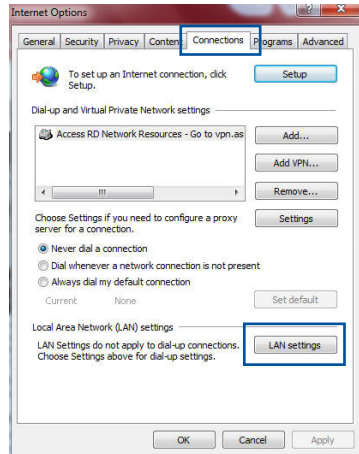 Internet Options
General Security Privacy Content Connections Programs Advanced
To set up an Internet connection, click Setup.
Setup
Dial-up and Virtual Private Network settings
Access RD Network Resources - Go to vpn.as
Add...
Add VPN...
Remove...
Choose Settings if you need to configure a proxy
server for a connection.
Settings
Never dial a connection
Dial whenever a network connection is not present
Always dial my default connection
Current None
Set default
Local Area Network (LAN) settings
LAN Settings do not apply to dial-up connections.
Choose Settings above for dial-up settings.
LAN settings
OK Cancel Apply